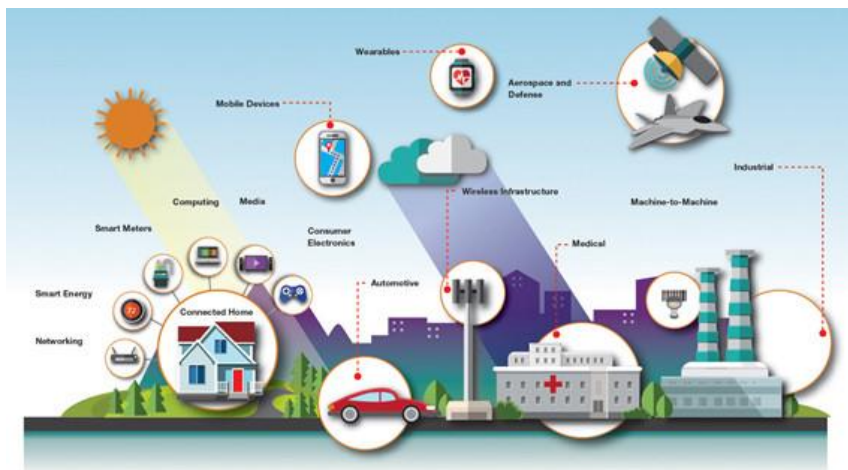 Wearables
Aerospace and
Defense
Mobile Devices
Industrial
Wireless Infrastructure
Computing
Media
Machine-to-Machine
Smart Meters
Consumer
Electronics
Medical
Automotive
Smart Energy
72
Connected Home
Networking